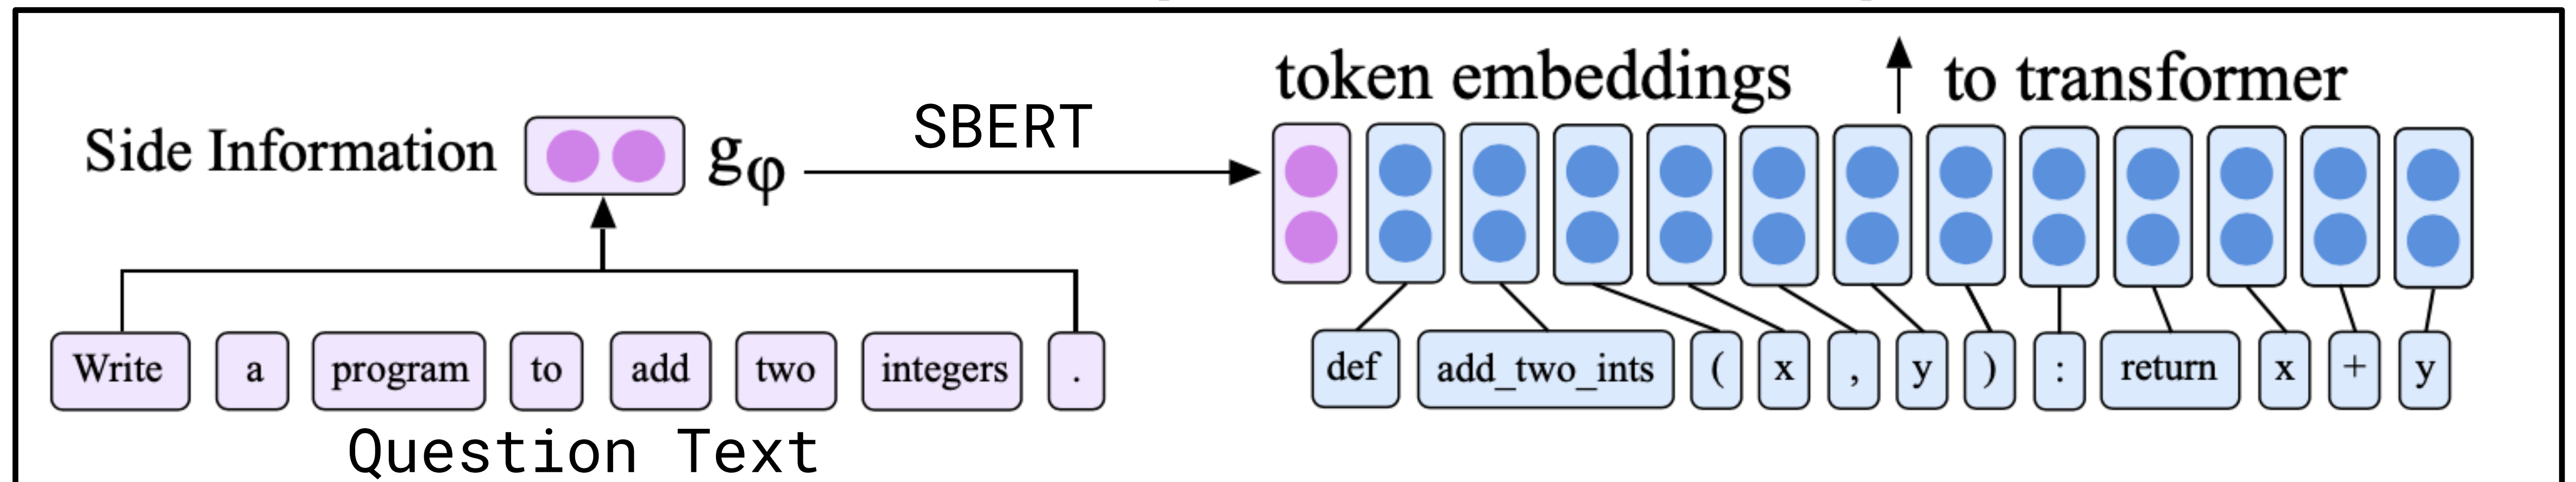 token embeddings to transformer
Side Information gφ SBERT
Write a program to add two integers .
def add_two_ints ( x , y ) : return x + y
Question Text